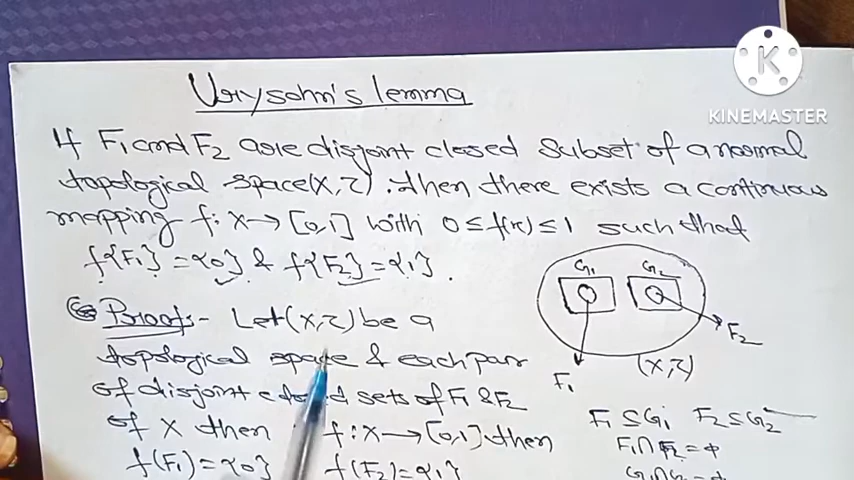 Urysohn's lemma
K
KINEMASTER
If F₁ and F₂ are disjoint closed subset of a normal
topological space (X,τ). then there exists a continuous
mapping f: X→[0,1] with 0≤f(x)≤1 such that
f{F₁}={0} & f{F₂}={1}.
G₁ G₂
F₂
F₁
(X,τ)
Proof:- Let (X,τ) be a
topological space & each pair
of disjoint closed sets of F₁ & F₂
of X then f:X→[0,1]. then
f(F₁)={0} f(F₂)={1}
F₁⊆G₁ F₂⊆G₂
F₁∩F₂=ϕ
G₁∩G₂=ϕ